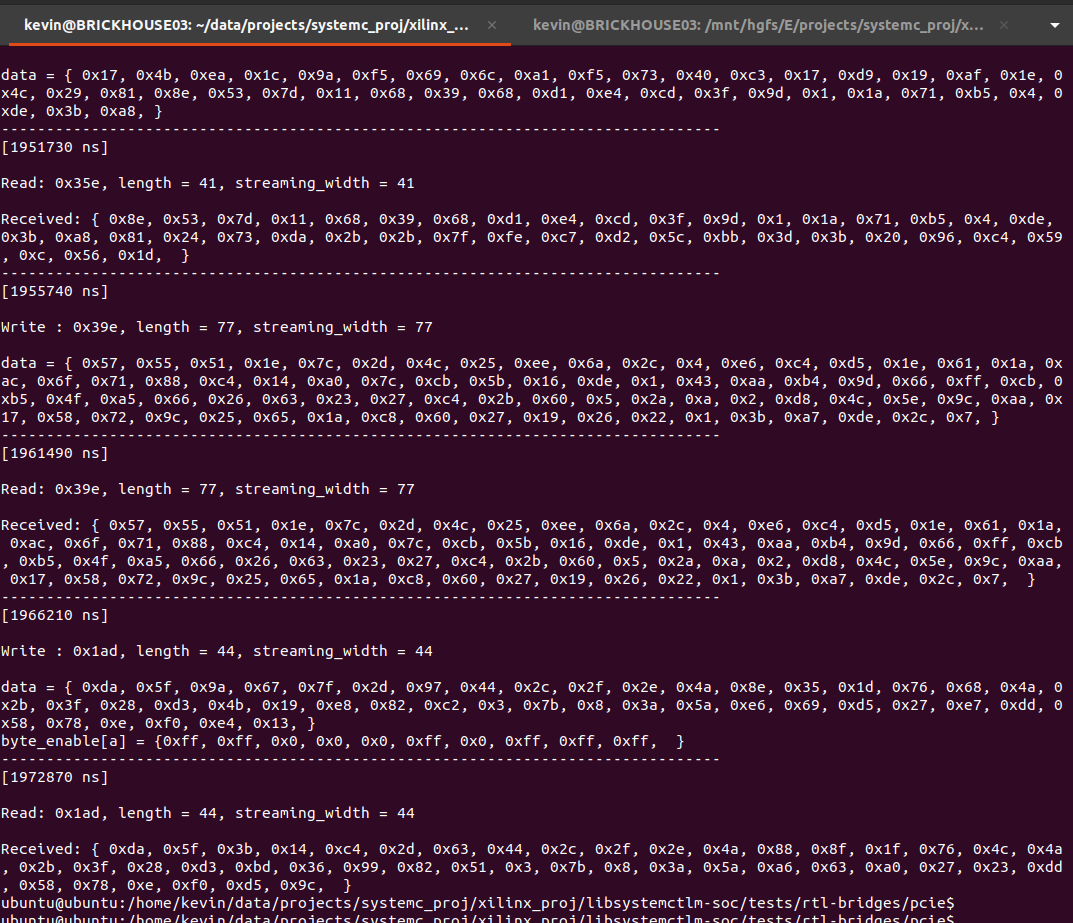 kevin@BRICKHOUSE03: ~/data/projects/systemc_proj/xilinx_... × kevin@BRICKHOUSE03: /mnt/hgfs/E/projects/systemc_proj/x... ×
data = { 0x17, 0x4b, 0xea, 0x1c, 0x9a, 0xf5, 0x69, 0x6c, 0xa1, 0xf5, 0x73, 0x40, 0xc3, 0x17, 0xd9, 0x19, 0xaf, 0x1e, 0
x4c, 0x29, 0x81, 0x8e, 0x53, 0x7d, 0x11, 0x68, 0x39, 0x68, 0xd1, 0xe4, 0xcd, 0x3f, 0x9d, 0x1, 0x1a, 0x71, 0xb5, 0x4, 0
xde, 0x3b, 0xa8, }
--------------------------------------------------------------------------------
[1951730 ns]
Read: 0x35e, length = 41, streaming_width = 41
Received: { 0x8e, 0x53, 0x7d, 0x11, 0x68, 0x39, 0x68, 0xd1, 0xe4, 0xcd, 0x3f, 0x9d, 0x1, 0x1a, 0x71, 0xb5, 0x4, 0xde,
0x3b, 0xa8, 0x81, 0x24, 0x73, 0xda, 0x2b, 0x2b, 0x7f, 0xfe, 0xc7, 0xd2, 0x5c, 0xbb, 0x3d, 0x3b, 0x20, 0x96, 0xc4, 0x59
, 0xc, 0x56, 0x1d,  }
--------------------------------------------------------------------------------
[1955740 ns]
Write : 0x39e, length = 77, streaming_width = 77
data = { 0x57, 0x55, 0x51, 0x1e, 0x7c, 0x2d, 0x4c, 0x25, 0xee, 0x6a, 0x2c, 0x4, 0xe6, 0xc4, 0xd5, 0x1e, 0x61, 0x1a, 0x
ac, 0x6f, 0x71, 0x88, 0xc4, 0x14, 0xa0, 0x7c, 0xcb, 0x5b, 0x16, 0xde, 0x1, 0x43, 0xaa, 0xb4, 0x9d, 0x66, 0xff, 0xcb, 0
xb5, 0x4f, 0xa5, 0x66, 0x26, 0x63, 0x23, 0x27, 0xc4, 0x2b, 0x60, 0x5, 0x2a, 0xa, 0x2, 0xd8, 0x4c, 0x5e, 0x9c, 0xaa, 0x
17, 0x58, 0x72, 0x9c, 0x25, 0x65, 0x1a, 0xc8, 0x60, 0x27, 0x19, 0x26, 0x22, 0x1, 0x3b, 0xa7, 0xde, 0x2c, 0x7, }
--------------------------------------------------------------------------------
[1961490 ns]
Read: 0x39e, length = 77, streaming_width = 77
Received: { 0x57, 0x55, 0x51, 0x1e, 0x7c, 0x2d, 0x4c, 0x25, 0xee, 0x6a, 0x2c, 0x4, 0xe6, 0xc4, 0xd5, 0x1e, 0x61, 0x1a,
 0xac, 0x6f, 0x71, 0x88, 0xc4, 0x14, 0xa0, 0x7c, 0xcb, 0x5b, 0x16, 0xde, 0x1, 0x43, 0xaa, 0xb4, 0x9d, 0x66, 0xff, 0xcb
, 0xb5, 0x4f, 0xa5, 0x66, 0x26, 0x63, 0x23, 0x27, 0xc4, 0x2b, 0x60, 0x5, 0x2a, 0xa, 0x2, 0xd8, 0x4c, 0x5e, 0x9c, 0xaa,
 0x17, 0x58, 0x72, 0x9c, 0x25, 0x65, 0x1a, 0xc8, 0x60, 0x27, 0x19, 0x26, 0x22, 0x1, 0x3b, 0xa7, 0xde, 0x2c, 0x7,  }
--------------------------------------------------------------------------------
[1966210 ns]
Write : 0x1ad, length = 44, streaming_width = 44
data = { 0xda, 0x5f, 0x9a, 0x67, 0x7f, 0x2d, 0x97, 0x44, 0x2c, 0x2f, 0x2e, 0x4a, 0x8e, 0x35, 0x1d, 0x76, 0x68, 0x4a, 0
x2b, 0x3f, 0x28, 0xd3, 0x4b, 0x19, 0xe8, 0x82, 0xc2, 0x3, 0x7b, 0x8, 0x3a, 0x5a, 0xe6, 0x69, 0xd5, 0x27, 0xe7, 0xdd, 0
x58, 0x78, 0xe, 0xf0, 0xe4, 0x13, }
byte_enable[a] = {0xff, 0xff, 0x0, 0x0, 0x0, 0xff, 0x0, 0xff, 0xff, 0xff,  }
--------------------------------------------------------------------------------
[1972870 ns]
Read: 0x1ad, length = 44, streaming_width = 44
Received: { 0xda, 0x5f, 0x3b, 0x14, 0xc4, 0x2d, 0x63, 0x44, 0x2c, 0x2f, 0x2e, 0x4a, 0x88, 0x8f, 0x1f, 0x76, 0x4c, 0x4a
, 0x2b, 0x3f, 0x28, 0xd3, 0xbd, 0x36, 0x99, 0x82, 0x51, 0x3, 0x7b, 0x8, 0x3a, 0x5a, 0xa6, 0x63, 0xa0, 0x27, 0x23, 0xdd
, 0x58, 0x78, 0xe, 0xf0, 0xd5, 0x9c,  }
ubuntu@ubuntu:/home/kevin/data/projects/systemc_proj/xilinx_proj/libsystemctlm-soc/tests/rtl-bridges/pcie$
ubuntu@ubuntu:/home/kevin/data/projects/systemc_proj/xilinx_proj/libsystemctlm-soc/tests/rtl-bridges/pcie$